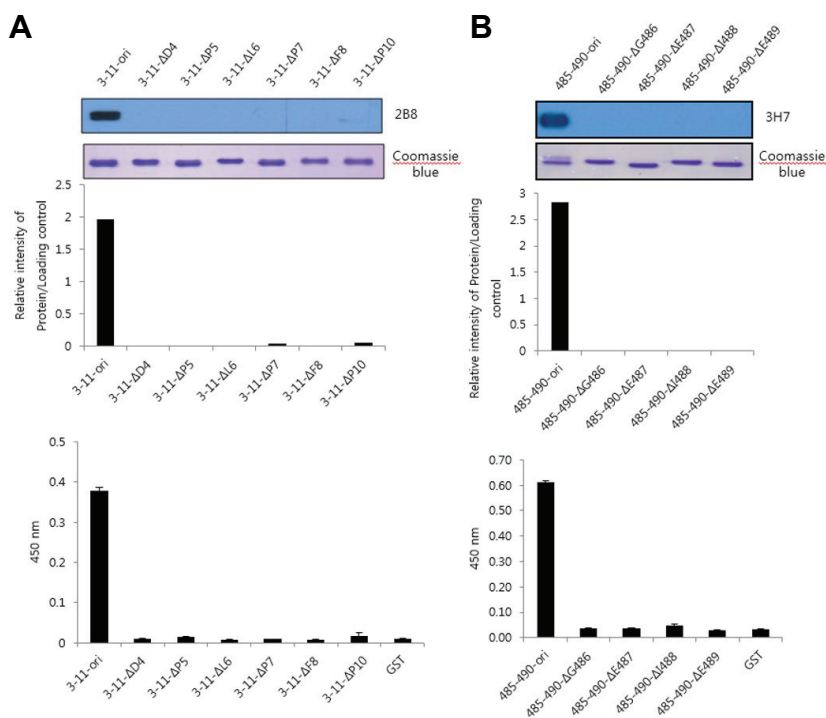 A
3-11-ori
3-11-ΔD4
3-11-ΔP5
3-11-ΔL6
3-11-ΔP7
3-11-ΔF8
3-11-ΔP10
2B8
Coomassie
blue
Relative intensity of
Protein/Loading control
2.5
2
1.5
1
0.5
0
3-11-ori
3-11-ΔD4
3-11-ΔP5
3-11-ΔL6
3-11-ΔP7
3-11-ΔF8
3-11-ΔP10
450 nm
0.5
0.4
0.3
0.2
0.1
0
3-11-ori
3-11-ΔD4
3-11-ΔP5
3-11-ΔL6
3-11-ΔP7
3-11-ΔF8
3-11-ΔP10
GST
B
485-490-ori
485-490-ΔG486
485-490-ΔE487
485-490-ΔI488
485-490-ΔE489
3H7
Coomassie
blue
Relative intensity of Protein/Loading
control
3
2.5
2
1.5
1
0.5
0
485-490-ori
485-490-ΔG486
485-490-ΔE487
485-490-ΔI488
485-490-ΔE489
450 nm
0.70
0.60
0.50
0.40
0.30
0.20
0.10
0.00
485-490-ori
485-490-ΔG486
485-490-ΔE487
485-490-ΔI488
485-490-ΔE489
GST